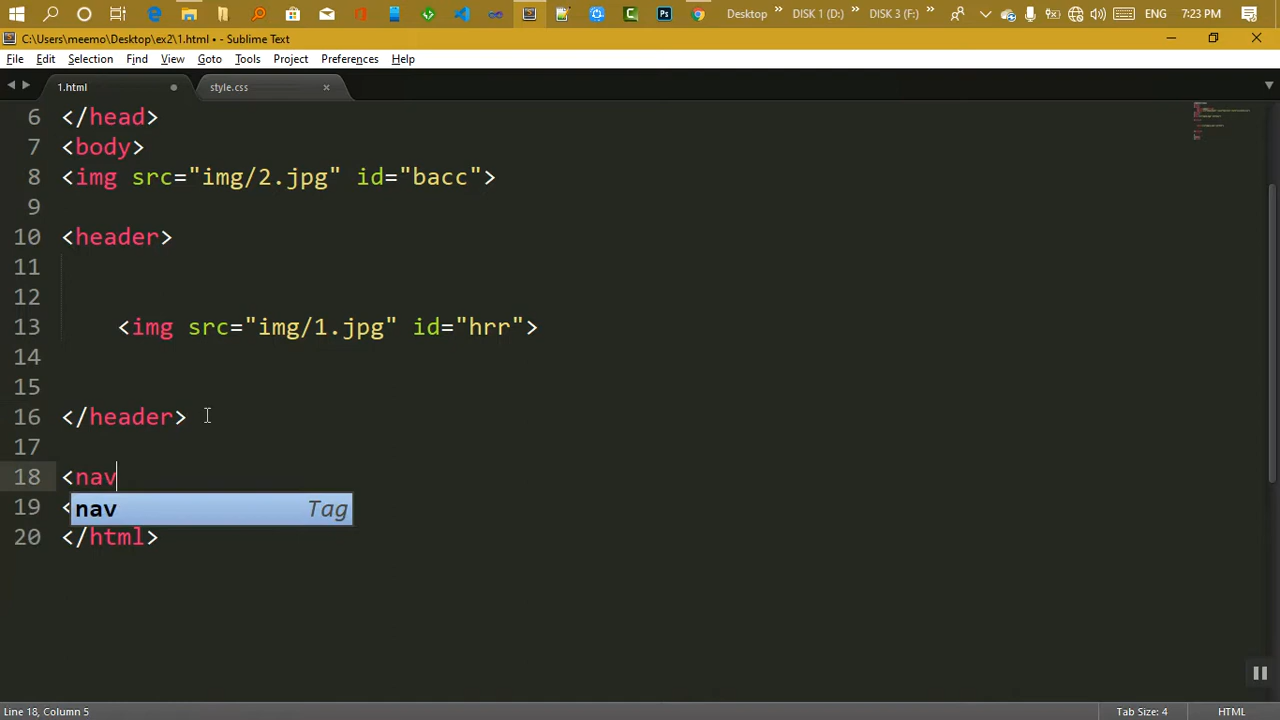 Desktop DISK 1 (D:) DISK 3 (F:) ENG 7:23 PM
C:\Users\meemo\Desktop\ex2\1.html • - Sublime Text
File Edit Selection Find View Goto Tools Project Preferences Help
1.html style.css
6 </head>
7 <body>
8 <img src="img/2.jpg" id="bacc">
9
10 <header>
11
12
13 <img src="img/1.jpg" id="hrr">
14
15
16 </header>
17
18 <nav
19 <
nav Tag
20 </html>
Line 18, Column 5 Tab Size: 4 HTML